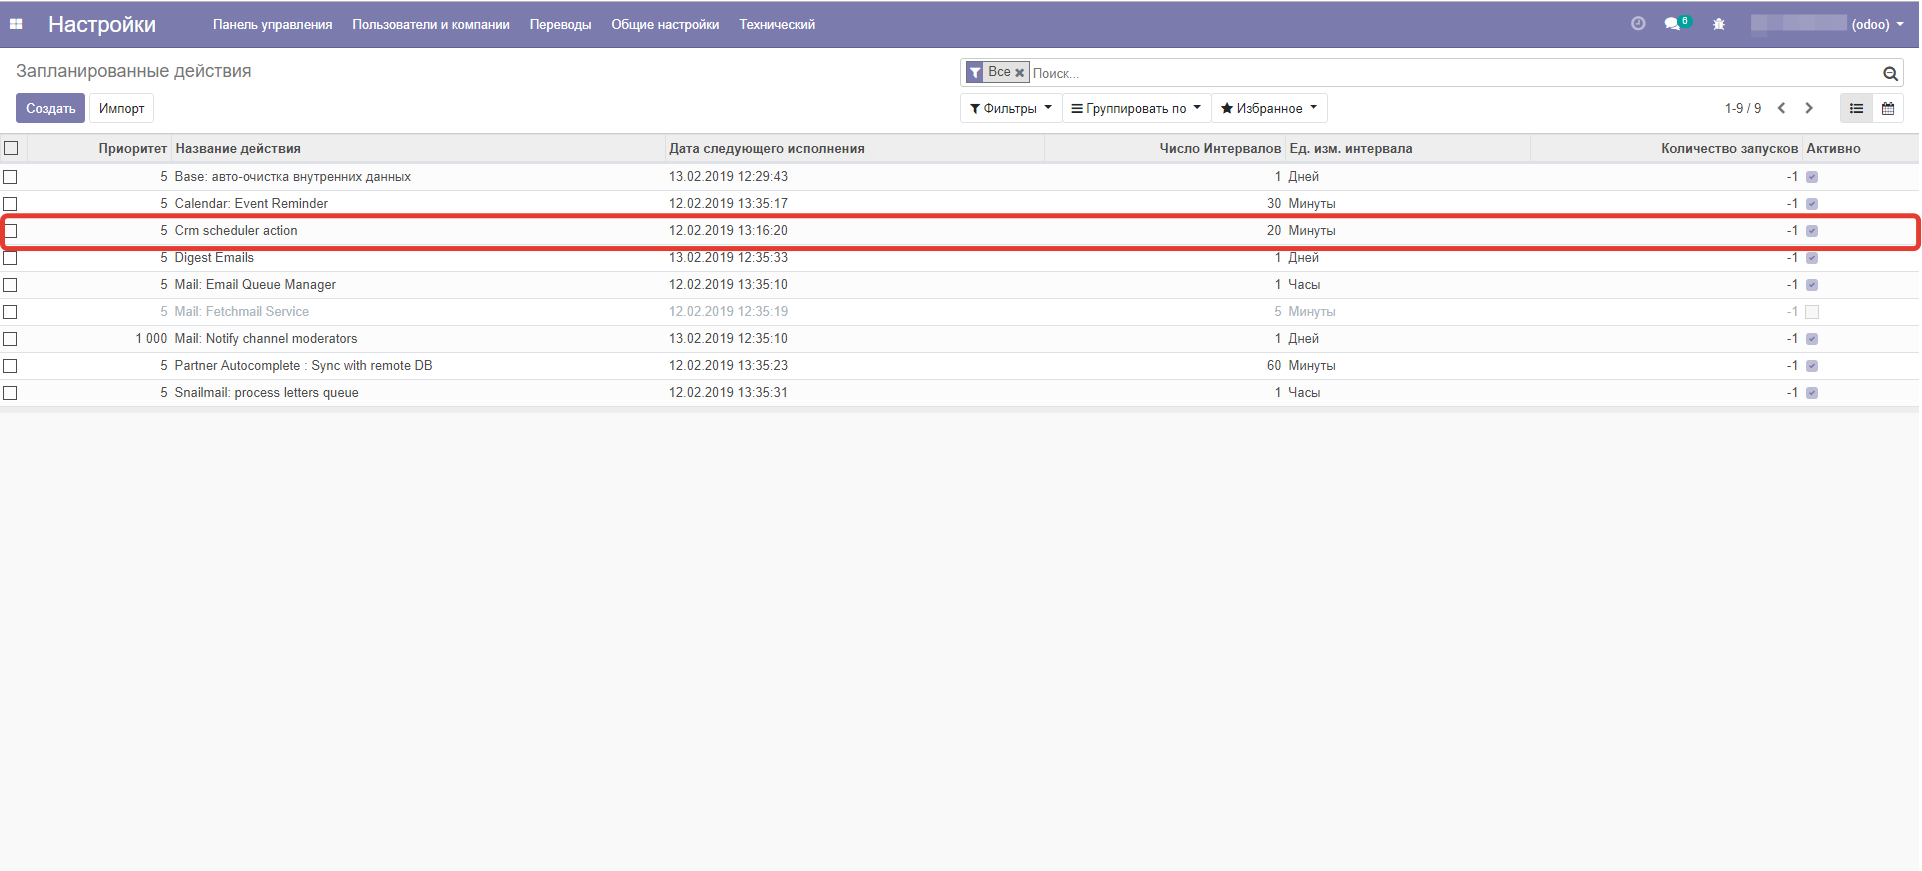 Настройки Панель управления Пользователи и компании Переводы Общие настройки Технический 6 (odoo)
Запланированные действия Все Поиск...
Создать Импорт Фильтры Группировать по Избранное 1-9 / 9
Приоритет Название действия Дата следующего исполнения Число Интервалов Ед. изм. интервала Количество запусков Активно
5 Base: авто-очистка внутренних данных 13.02.2019 12:29:43 1 Дней -1
5 Calendar: Event Reminder 12.02.2019 13:35:17 30 Минуты -1
5 Crm scheduler action 12.02.2019 13:16:20 20 Минуты -1
5 Digest Emails 13.02.2019 12:35:33 1 Дней -1
5 Mail: Email Queue Manager 12.02.2019 13:35:10 1 Часы -1
5 Mail: Fetchmail Service 12.02.2019 12:35:19 5 Минуты -1
1 000 Mail: Notify channel moderators 13.02.2019 12:35:10 1 Дней -1
5 Partner Autocomplete : Sync with remote DB 12.02.2019 13:35:23 60 Минуты -1
5 Snailmail: process letters queue 12.02.2019 13:35:31 1 Часы -1